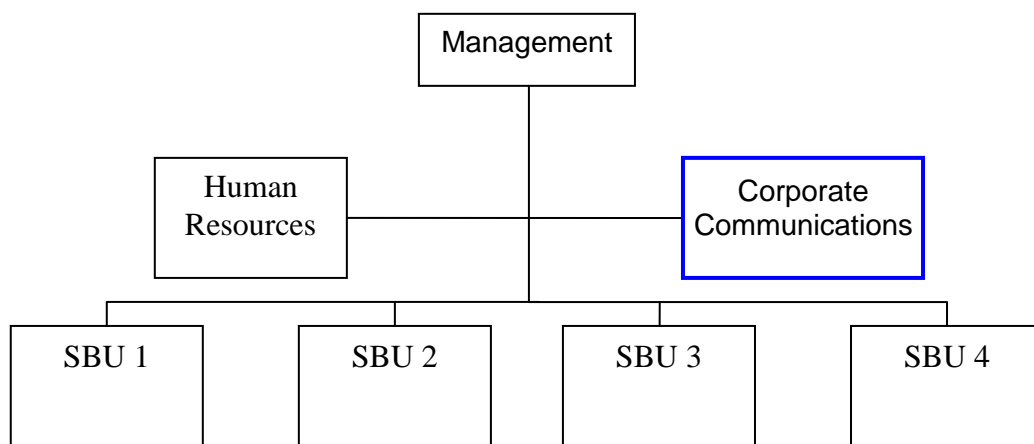 Management
Human
Resources
Corporate
Communications
SBU 1
SBU 2
SBU 3
SBU 4